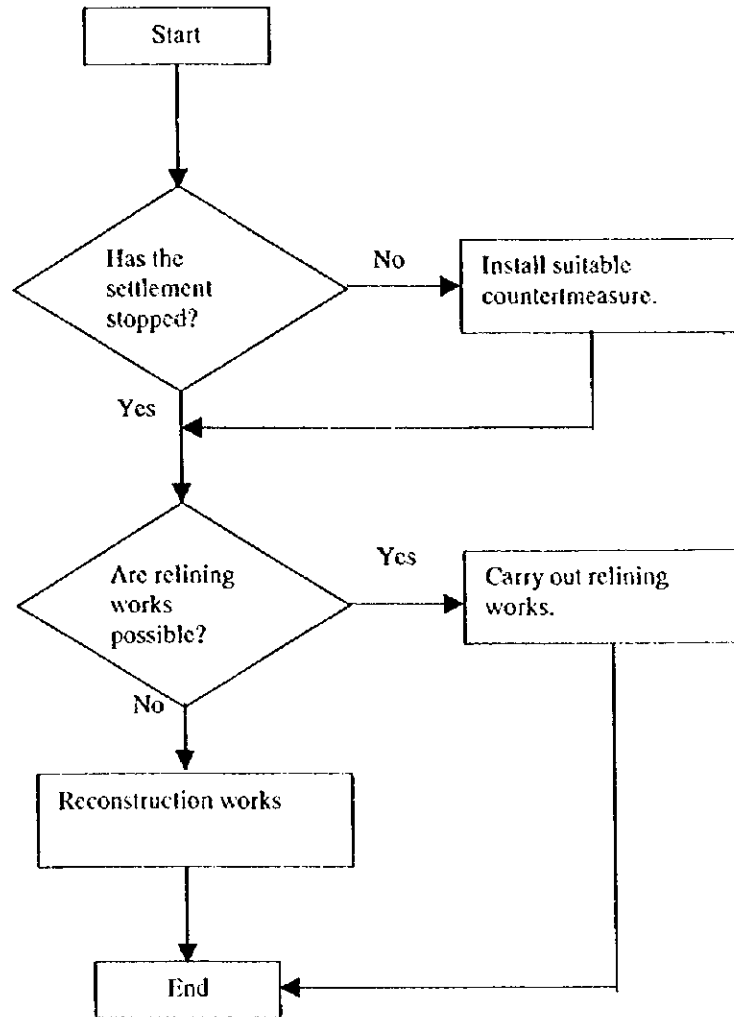 Start
Has the
settlement
stopped?
No
Install suitable
countertmeasure.
Yes
Are relining
works
possible?
Yes
Carry out relining
works.
No
Reconstruction works
End